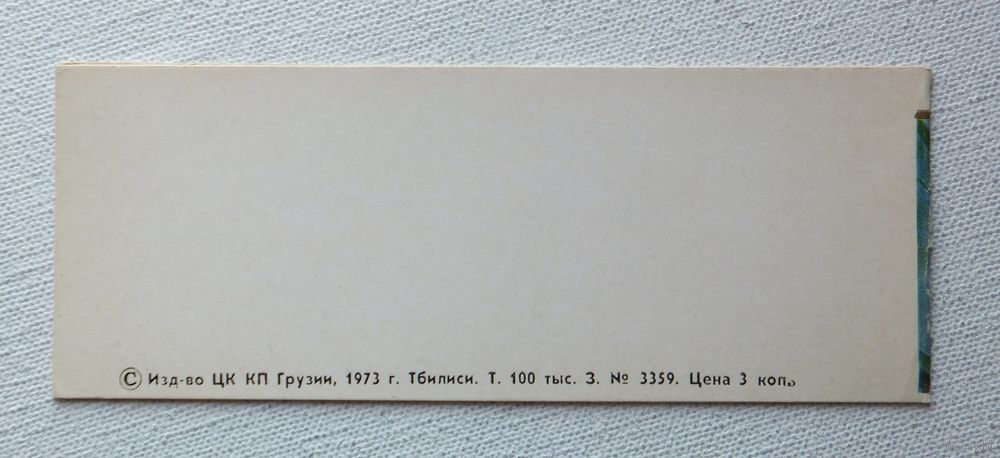 © Изд-во ЦК КП Грузии, 1973 г. Тбилиси. Т. 100 тыс. З. № 3359. Цена 3 коп.